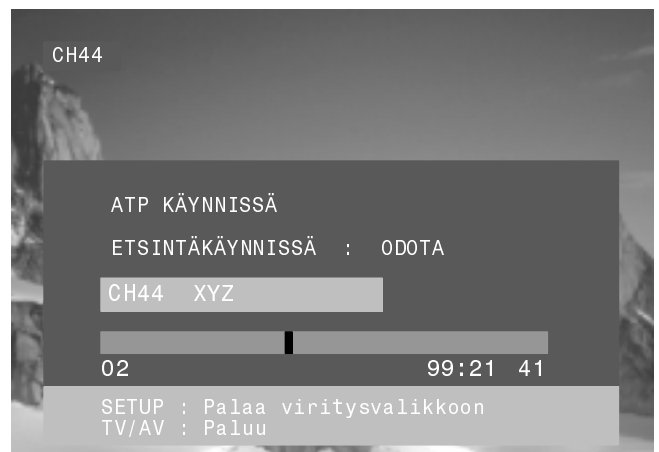 CH44
ATP KÄYNNISSÄ
ETSINTÄKÄYNNISSÄ : ODOTA
CH44 XYZ
02 99:21 41
SETUP : Palaa viritysvalikkoon
TV/AV : Paluu